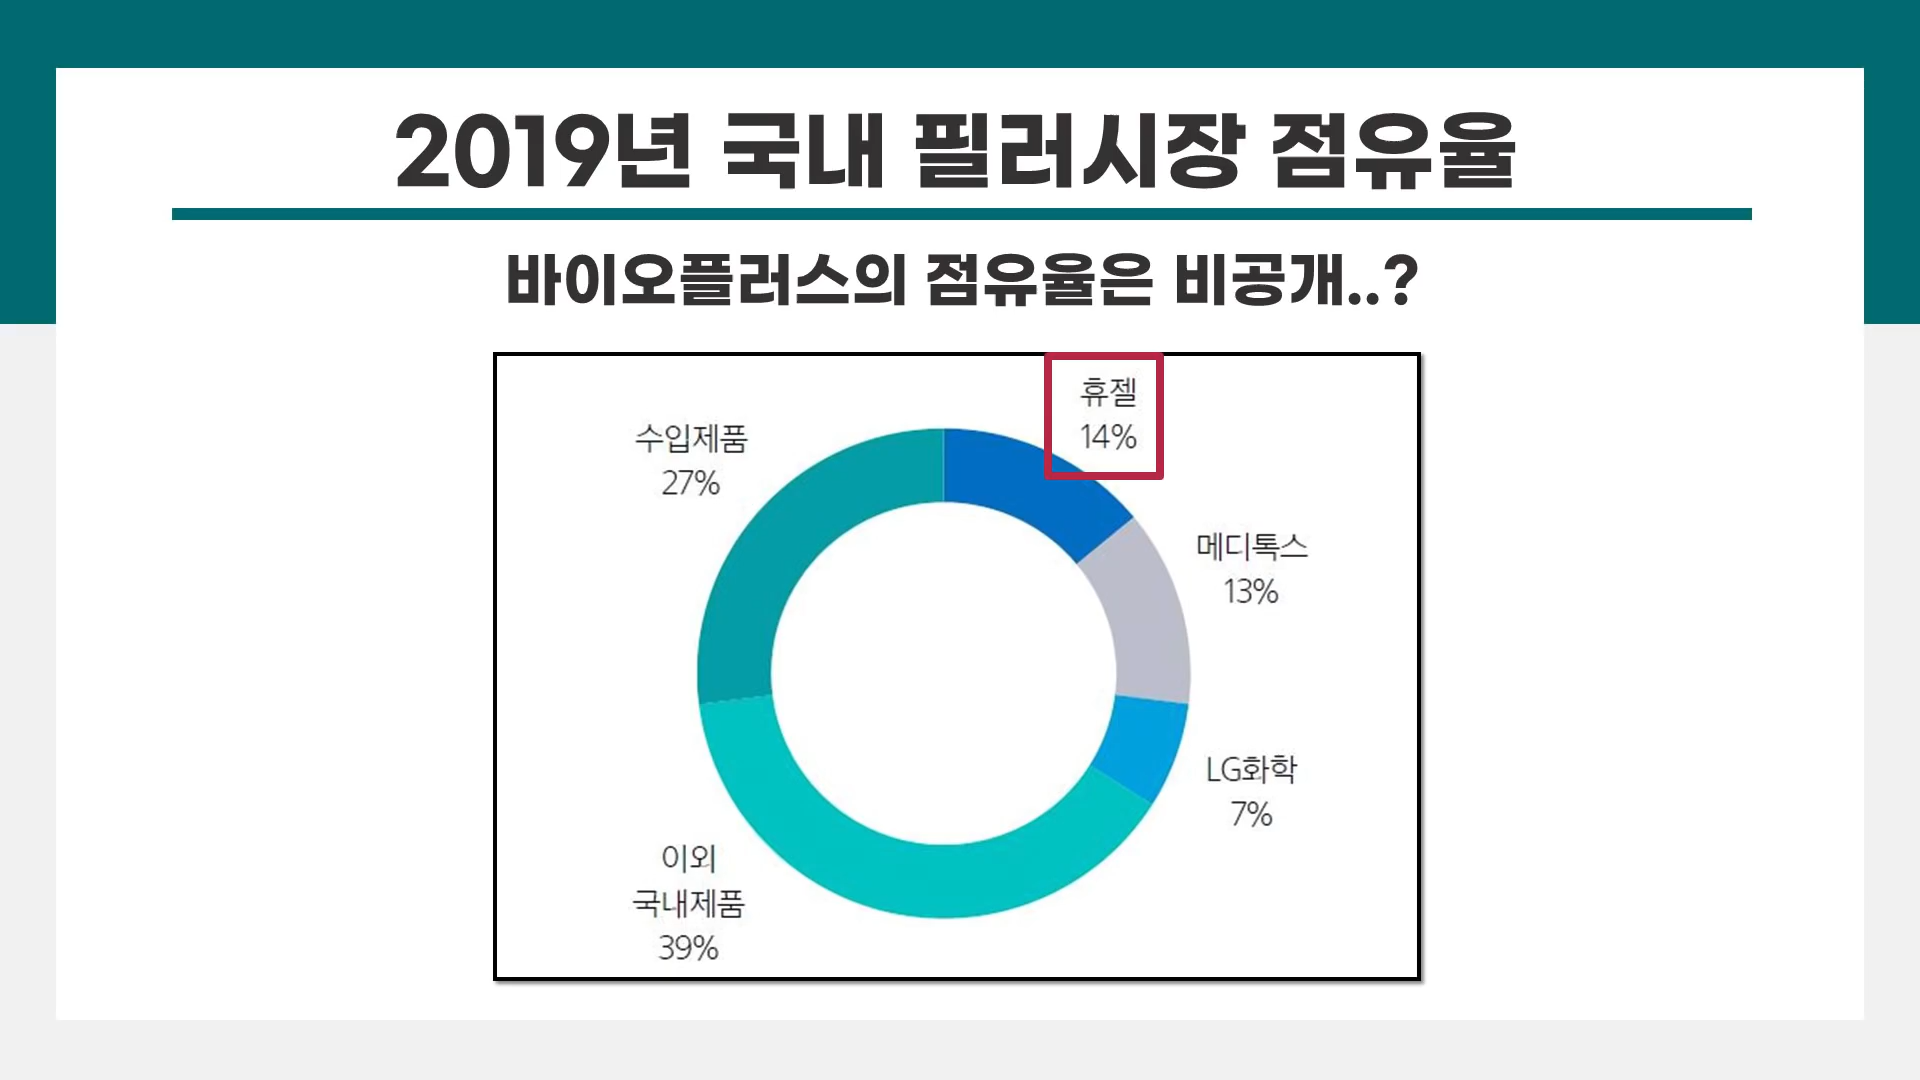 2019년 국내 필러시장 점유율
바이오플러스의 점유율은 비공개..?
휴젤
14%
수입제품
27%
메디톡스
13%
LG화학
7%
이외
국내제품
39%